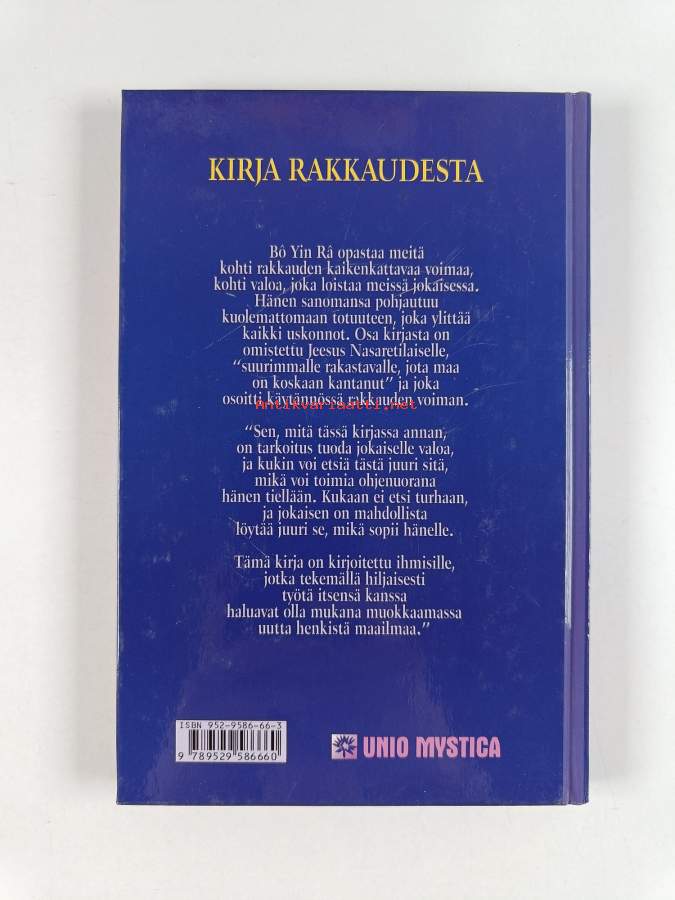 KIRJA RAKKAUDESTA
Bô Yin Râ opastaa meitä
kohti rakkauden kaikenkattavaa voimaa,
kohti valoa, joka loistaa meissä jokaisessa.
Hänen sanomansa pohjautuu
kuolemattomaan totuuteen, joka ylittää
kaikki uskonnot. Osa kirjasta on
omistettu Jeesus Nasaretilaiselle,
“suurimmalle rakastavalle, jota maa
on koskaan kantanut” ja joka
osoitti käytännössä rakkauden voiman.
Antikvariaatti.net
“Sen, mitä tässä kirjassa annan,
on tarkoitus tuoda jokaiselle valoa,
ja kukin voi etsiä tästä juuri sitä,
mikä voi toimia ohjenuorana
hänen tiellään. Kukaan ei etsi turhaan,
ja jokaisen on mahdollista
löytää juuri se, mikä sopii hänelle.
Tämä kirja on kirjoitettu ihmisille,
jotka tekemällä hiljaisesti
työtä itsensä kanssa
haluavat olla mukana muokkaamassa
uutta henkistä maailmaa.”
ISBN 952-9586-66-3
9 789529 586660
UNIO MYSTICA